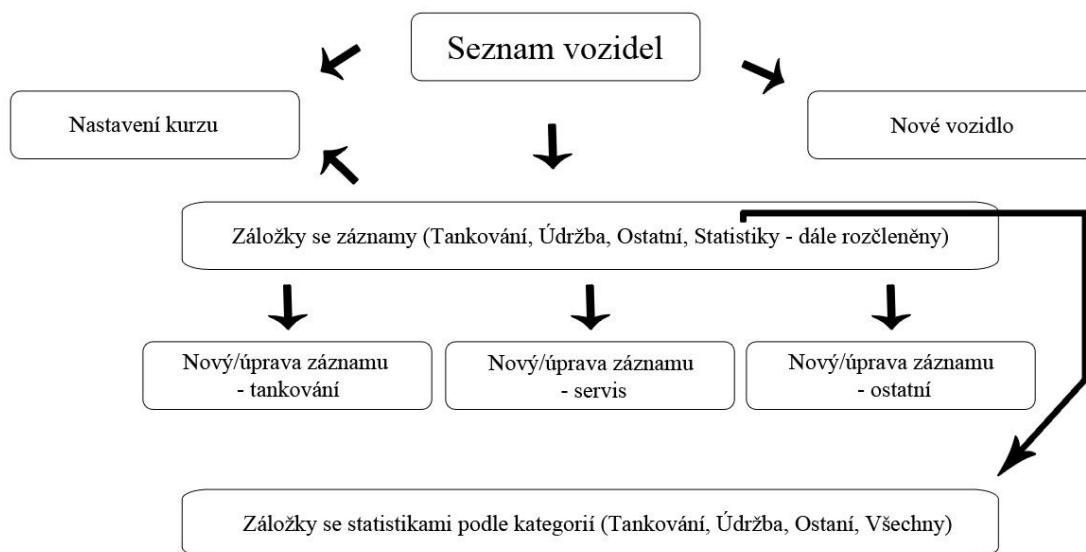 Seznam vozidel
Nastavení kurzu
Nové vozidlo
Záložky se záznamy (Tankování, Údržba, Ostatní, Statistiky - dále rozčleněny)
Nový/úprava záznamu
- tankování
Nový/úprava záznamu
- servis
Nový/úprava záznamu
- ostatní
Záložky se statistikami podle kategorií (Tankování, Údržba, Ostaní, Všechny)